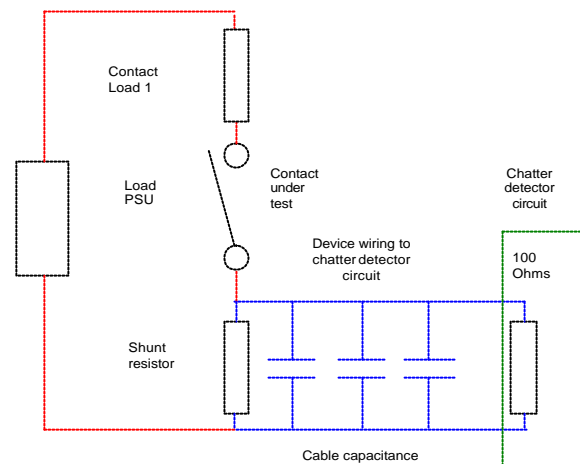 Contact
Load 1
Load
PSU
Contact
under
test
Chatter
detector
circuit
Device wiring to
chatter detector
circuit
100
Ohms
Shunt
resistor
Cable capacitance